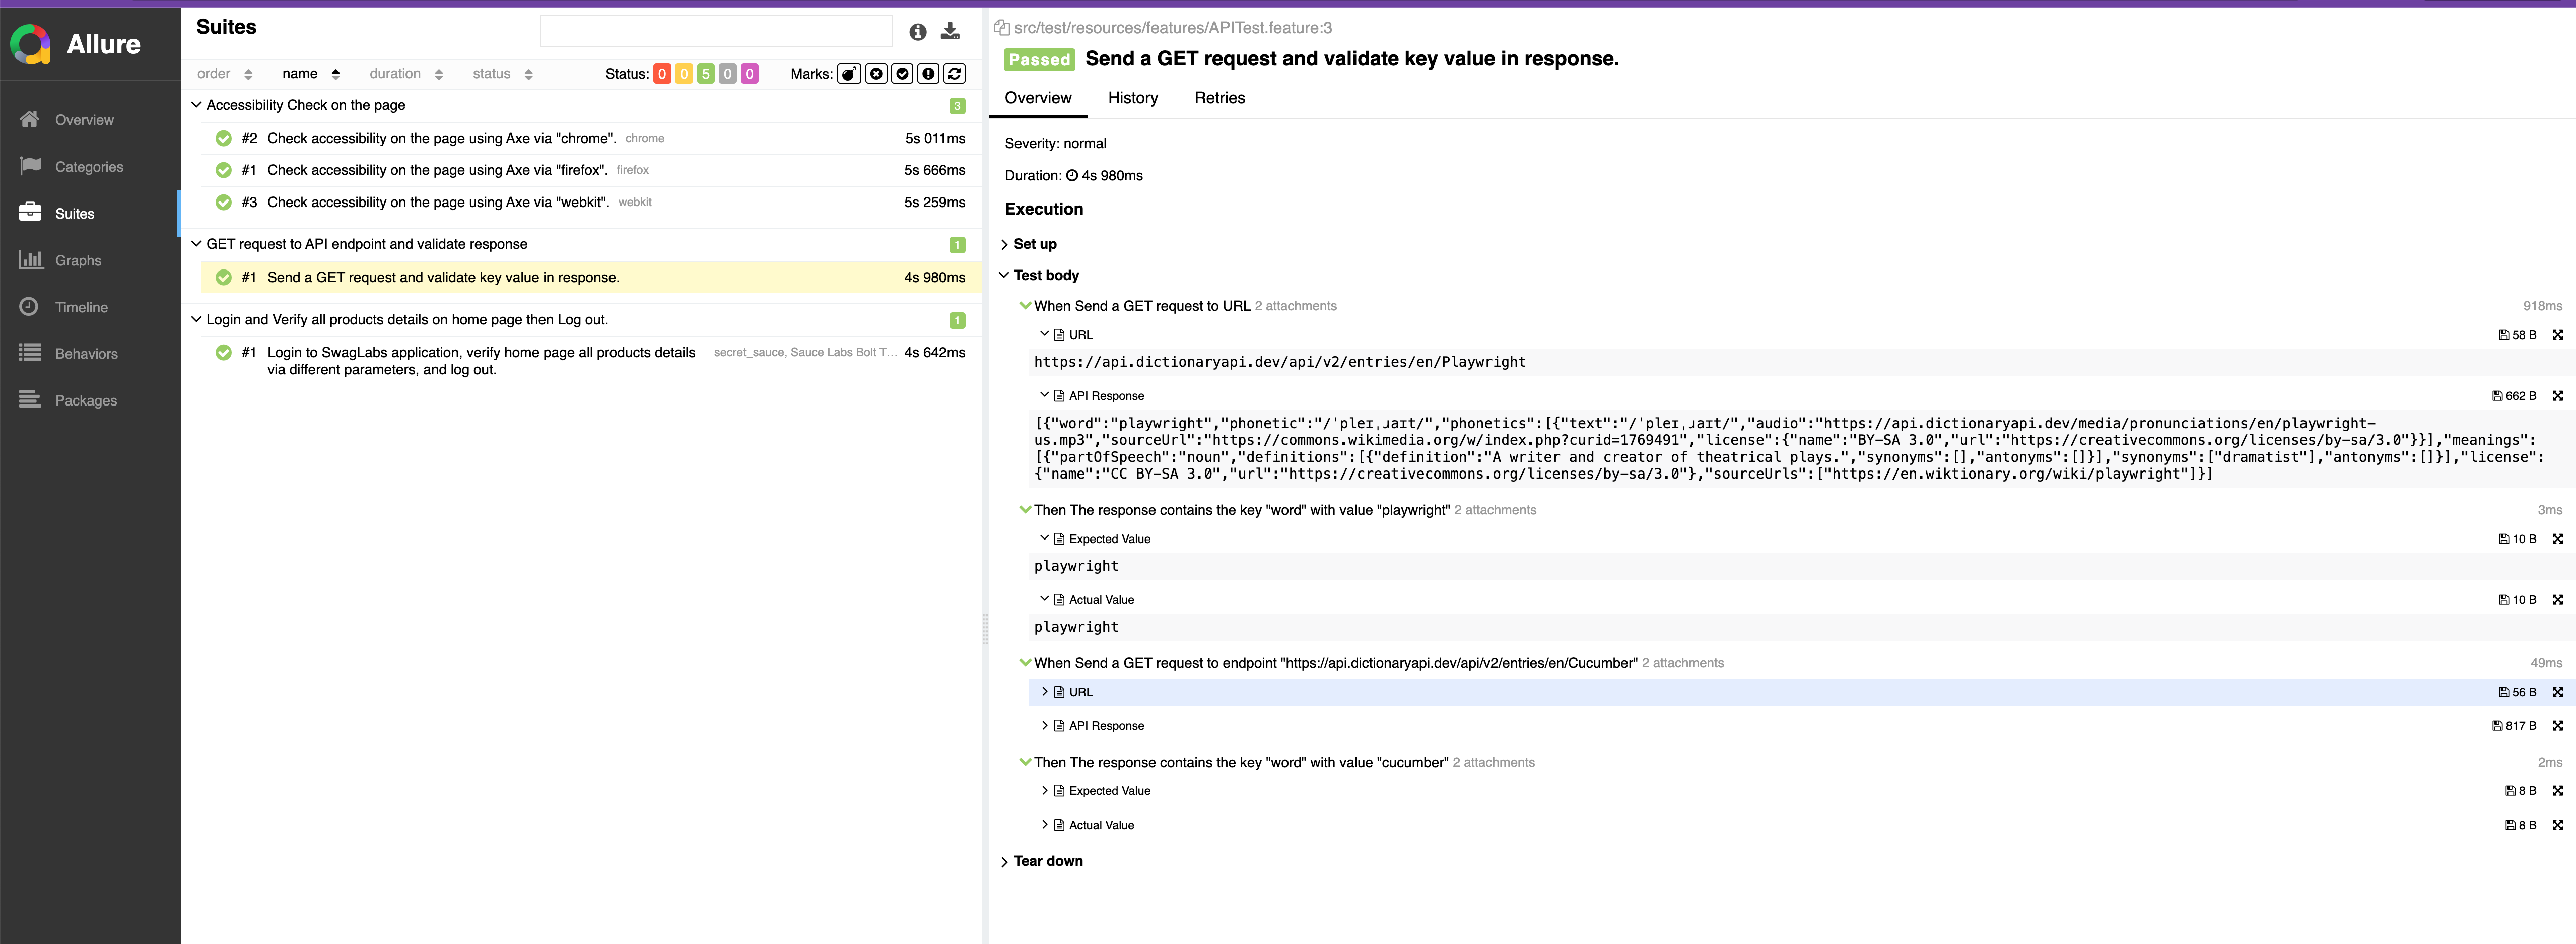 Allure
Overview
Categories
Suites
Graphs
Timeline
Behaviors
Packages
Suites
order name duration status Status: 0 0 5 0 0 Marks:
Accessibility Check on the page 3
#2 Check accessibility on the page using Axe via "chrome". chrome 5s 011ms
#1 Check accessibility on the page using Axe via "firefox". firefox 5s 666ms
#3 Check accessibility on the page using Axe via "webkit". webkit 5s 259ms
GET request to API endpoint and validate response 1
#1 Send a GET request and validate key value in response. 4s 980ms
Login and Verify all products details on home page then Log out. 1
#1 Login to SwagLabs application, verify home page all products details secret_sauce, Sauce Labs Bolt T... 4s 642ms
via different parameters, and log out.
src/test/resources/features/APITest.feature:3
Passed Send a GET request and validate key value in response.
Overview History Retries
Severity: normal
Duration: 4s 980ms
Execution
Set up
Test body
When Send a GET request to URL 2 attachments 918ms
URL 58 B
https://api.dictionaryapi.dev/api/v2/entries/en/Playwright
API Response 662 B
[{"word":"playwright","phonetic":"/ˈpleɪˌɹaɪt/","phonetics":[{"text":"/ˈpleɪˌɹaɪt/","audio":"https://api.dictionaryapi.dev/media/pronunciations/en/playwright-
us.mp3","sourceUrl":"https://commons.wikimedia.org/w/index.php?curid=1769491","license":{"name":"BY-SA 3.0","url":"https://creativecommons.org/licenses/by-sa/3.0"}}],"meanings":
[{"partOfSpeech":"noun","definitions":[{"definition":"A writer and creator of theatrical plays.","synonyms":[],"antonyms":[]}],"synonyms":["dramatist"],"antonyms":[]}],"license":
{"name":"CC BY-SA 3.0","url":"https://creativecommons.org/licenses/by-sa/3.0"},"sourceUrls":["https://en.wiktionary.org/wiki/playwright"]}]
Then The response contains the key "word" with value "playwright" 2 attachments 3ms
Expected Value 10 B
playwright
Actual Value 10 B
playwright
When Send a GET request to endpoint "https://api.dictionaryapi.dev/api/v2/entries/en/Cucumber" 2 attachments 49ms
URL 56 B
API Response 817 B
Then The response contains the key "word" with value "cucumber" 2 attachments 2ms
Expected Value 8 B
Actual Value 8 B
Tear down